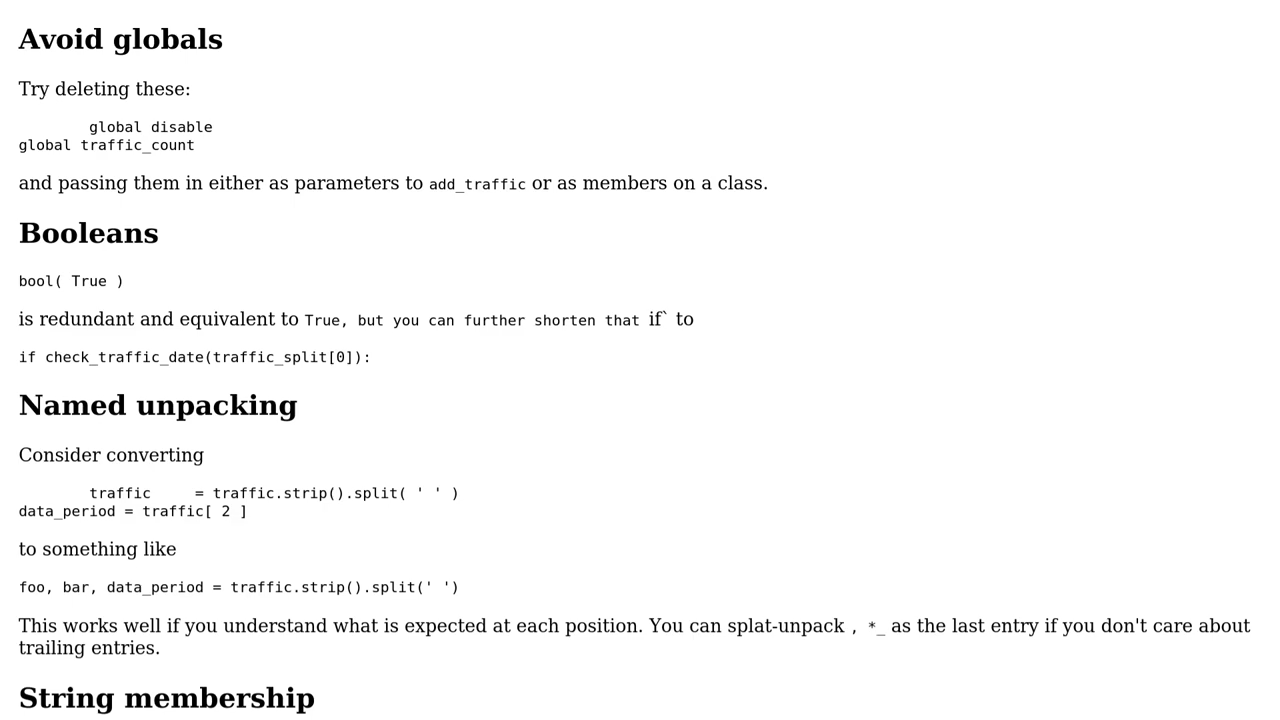 Avoid globals
Try deleting these:
        global disable
global traffic_count
and passing them in either as parameters to add_traffic or as members on a class.
Booleans
bool( True )
is redundant and equivalent to True, but you can further shorten that if` to
if check_traffic_date(traffic_split[0]):
Named unpacking
Consider converting
        traffic     = traffic.strip().split( ' ' )
data_period = traffic[ 2 ]
to something like
foo, bar, data_period = traffic.strip().split(' ')
This works well if you understand what is expected at each position. You can splat-unpack , *_ as the last entry if you don't care about
trailing entries.
String membership